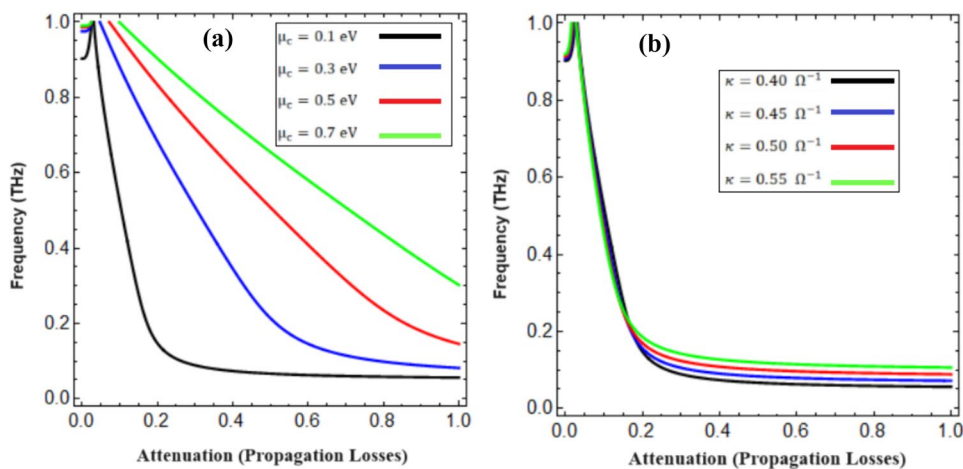 (a)
μc = 0.1 eV
μc = 0.3 eV
μc = 0.5 eV
μc = 0.7 eV
Frequency (THz)
1.0
0.8
0.6
0.4
0.2
0.0
0.0 0.2 0.4 0.6 0.8 1.0
Attenuation (Propagation Losses)
(b)
κ = 0.40 Ω⁻¹
κ = 0.45 Ω⁻¹
κ = 0.50 Ω⁻¹
κ = 0.55 Ω⁻¹
Frequency (THz)
1.0
0.8
0.6
0.4
0.2
0.0
0.0 0.2 0.4 0.6 0.8 1.0
Attenuation (Propagation Losses)